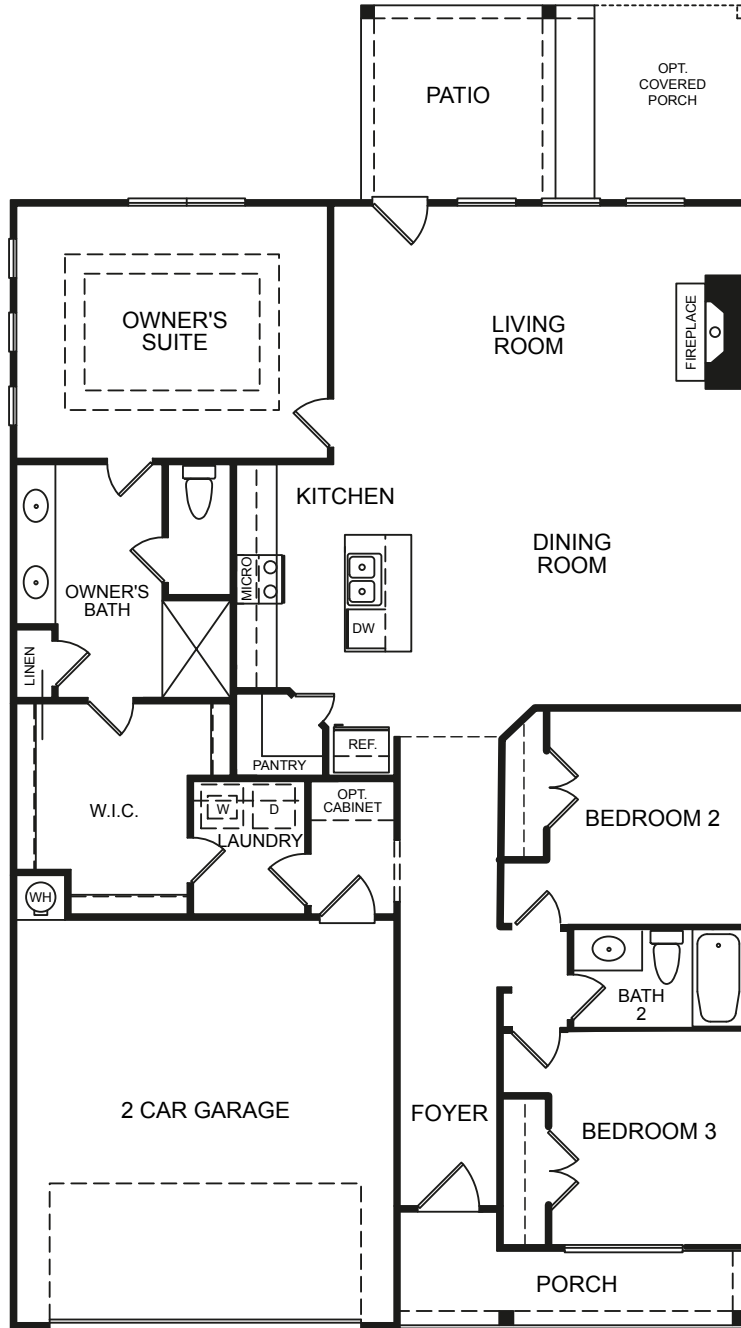 PATIO
OPT.
COVERED
PORCH
OWNER'S
SUITE
LIVING
ROOM
FIREPLACE
KITCHEN
DINING
ROOM
MICRO
OWNER'S
BATH
DW
LINEN
REF.
PANTRY
OPT.
CABINET
W.I.C.
W
D
LAUNDRY
BEDROOM 2
WH
BATH
2
2 CAR GARAGE
FOYER
BEDROOM 3
PORCH